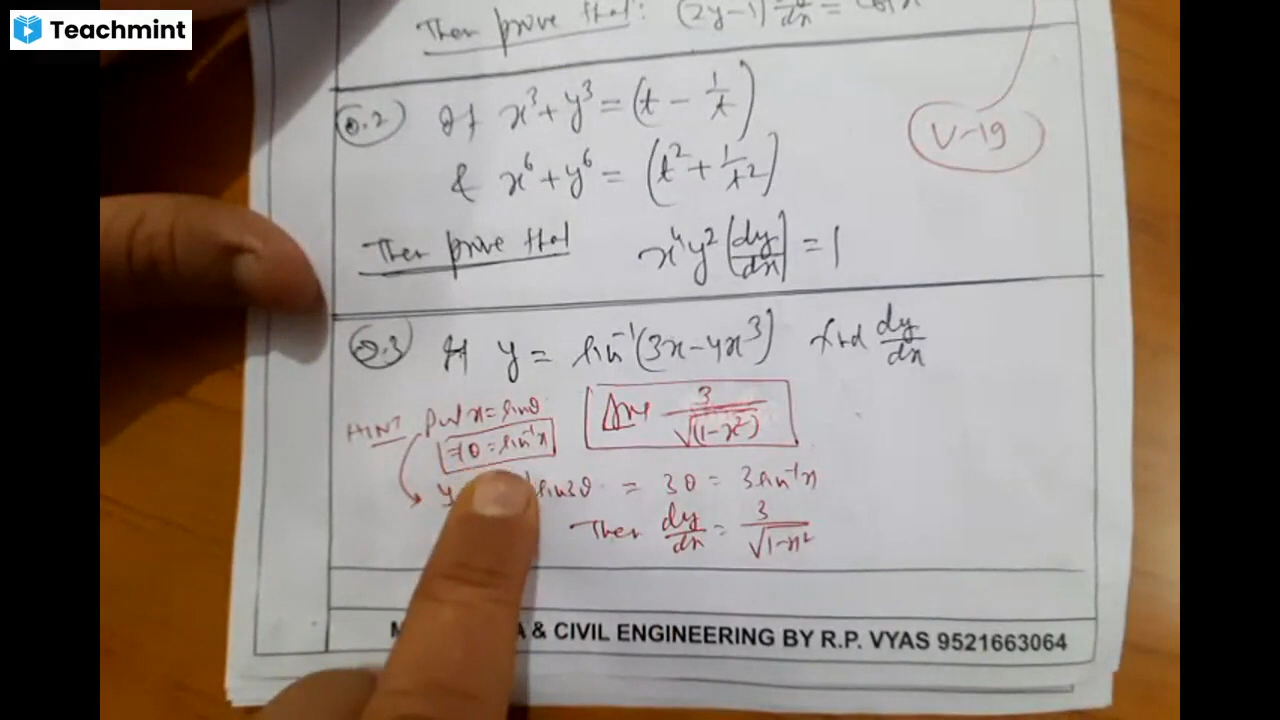 Teachmint
Then prove that: (2y-1) dy/dx = cos x
Q.2 If x³ + y³ = (t - 1/t)
& x⁶ + y⁶ = (t² + 1/t²)
V-19
Then prove that x⁴y² (dy/dx) = 1
Q.3 If y = sin⁻¹(3x-4x³) find dy/dx
HINT Put x = sinθ
⇒ θ = sin⁻¹x
Ans 3/√(1-x²)
y sin3θ = 3θ = 3sin⁻¹x
Then dy/dx = 3/√1-x²
& CIVIL ENGINEERING BY R.P. VYAS 9521663064